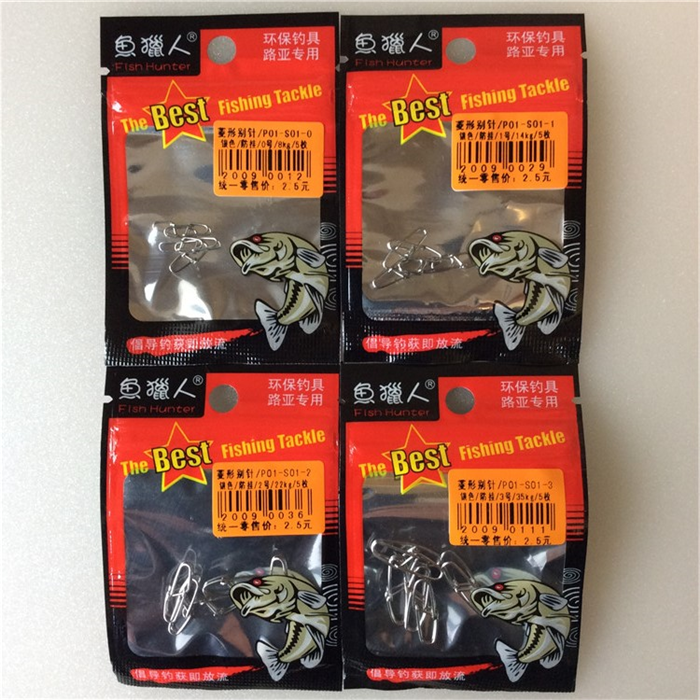 魚獵人®
Fish Hunter
环保钓具
路亚专用
The Best Fishing Tackle
菱形别针/P01-S01-0
银色/防挂/0号/8kg/5枚
2009 0012
统一零售价: 2.5元
倡导钓获即放流
魚獵人®
Fish Hunter
环保钓具
路亚专用
The Best Fishing Tackle
菱形别针/P01-S01-1
银色/防挂/1号/14kg/5枚
2009 0029
统一零售价: 2.5元
倡导钓获即放流
魚獵人®
Fish Hunter
环保钓具
路亚专用
The Best Fishing Tackle
菱形别针/P01-S01-2
银色/防挂/2号/22kg/5枚
2009 0036
统一零售价: 2.5元
倡导钓获即放流
魚獵人®
Fish Hunter
环保钓具
路亚专用
The Best Fishing Tackle
菱形别针/P01-S01-3
银色/防挂/3号/35kg/5枚
2009 0111
统一零售价: 2.5元
倡导钓获即放流